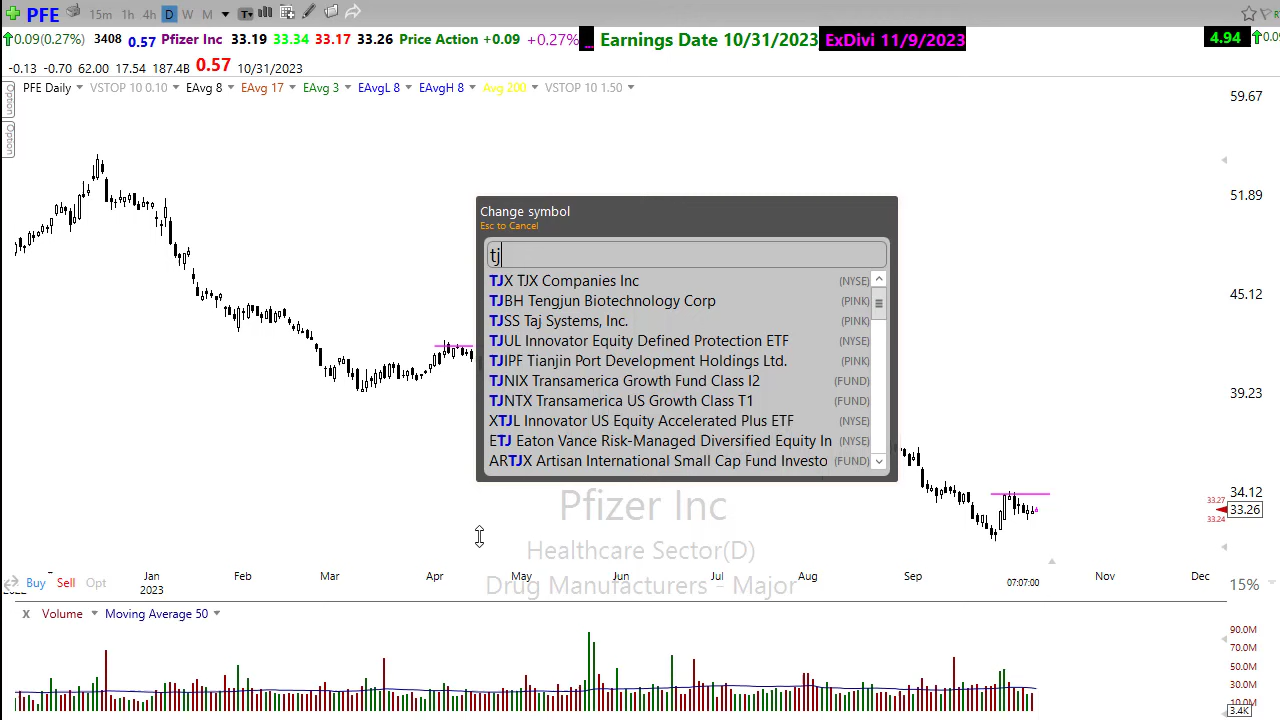 PFE 15m 1h 4h D W M T
0.09(0.27%) 3408 0.57 Pfizer Inc 33.19 33.34 33.17 33.26 Price Action +0.09 +0.27% ... Earnings Date 10/31/2023 ExDivi 11/9/2023 4.94 0.09
-0.13 -0.70 62.00 17.54 187.4B 0.57 10/31/2023
Option
Option
PFE Daily VSTOP 10 0.10 EAvg 8 EAvg 17 EAvg 3 EAvgL 8 EAvgH 8 Avg 200 VSTOP 10 1.50
59.67
51.89
45.12
39.23
34.12
33.27
33.26
33.24
Change symbol
Esc to Cancel
tj
TJX TJX Companies Inc (NYSE)
TJBH Tengjun Biotechnology Corp (PINK)
TJSS Taj Systems, Inc. (PINK)
TJUL Innovator Equity Defined Protection ETF (NYSE)
TJIPF Tianjin Port Development Holdings Ltd. (PINK)
TJNIX Transamerica Growth Fund Class I2 (FUND)
TJNTX Transamerica US Growth Class T1 (FUND)
XTJL Innovator US Equity Accelerated Plus ETF (NYSE)
ETJ Eaton Vance Risk-Managed Diversified Equity In (NYSE)
ARTJX Artisan International Small Cap Fund Investo (FUND)
Pfizer Inc
Healthcare Sector(D)
Drug Manufacturers - Major
Jan Feb Mar Apr May Jun Jul Aug Sep 07:07:00 Nov Dec
2023
Buy Sell Opt 15%
X Volume Moving Average 50
90.0M
70.0M
50.0M
30.0M
10.0M
3.4K